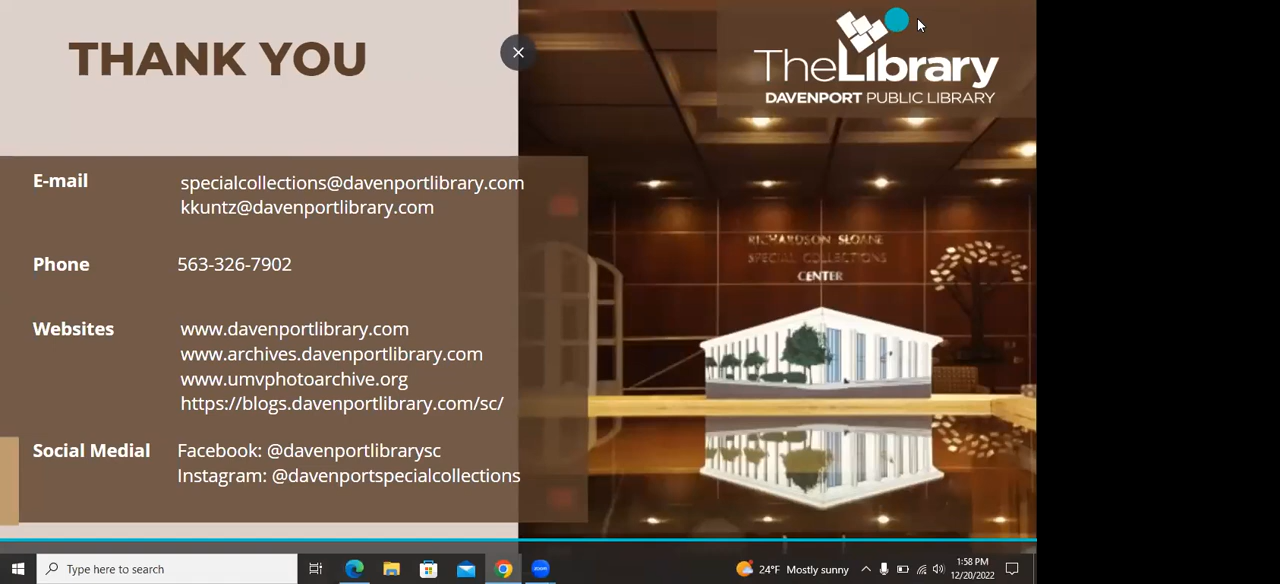 THANK YOU
TheLibrary
DAVENPORT PUBLIC LIBRARY
E-mail
specialcollections@davenportlibrary.com
kkuntz@davenportlibrary.com
Phone
563-326-7902
Websites
www.davenportlibrary.com
www.archives.davenportlibrary.com
www.umvphotoarchive.org
https://blogs.davenportlibrary.com/sc/
Social Medial
Facebook: @davenportlibrarysc
Instagram: @davenportspecialcollections
RICHARDSON SLOANE
SPECIAL COLLECTIONS
CENTER
Type here to search
zoom
24°F Mostly sunny
1:58 PM
12/20/2022